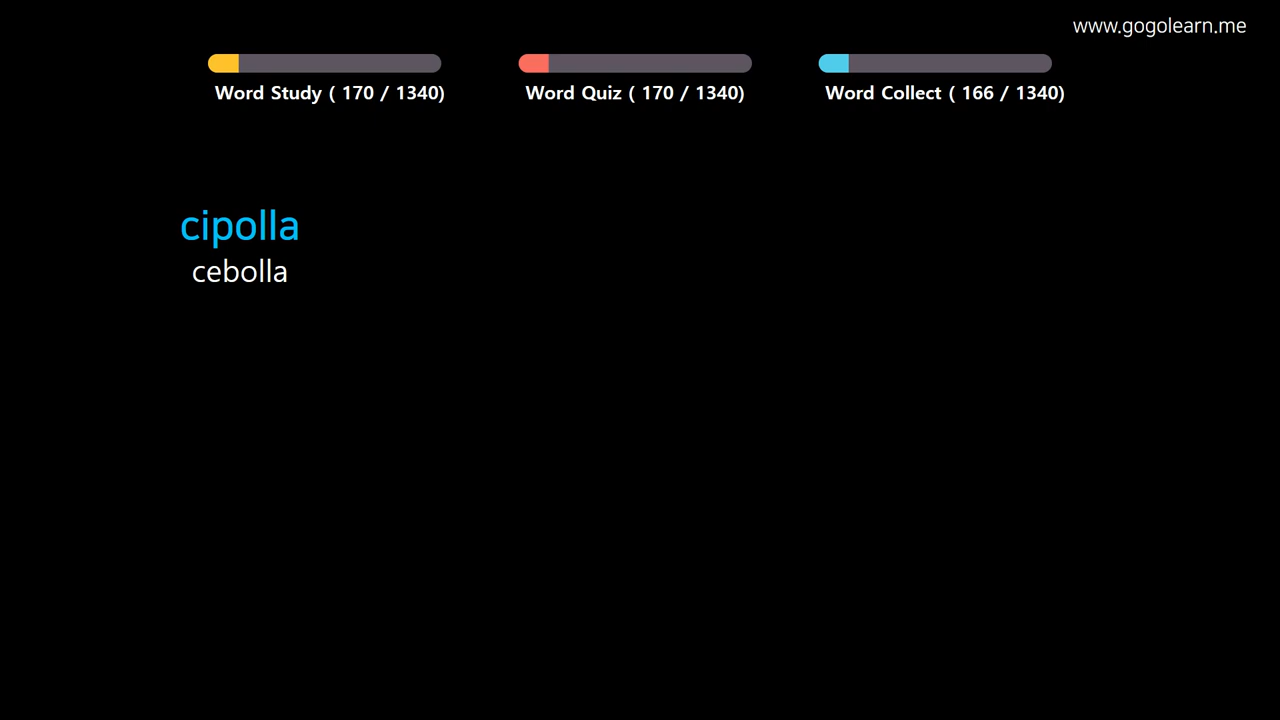 www.gogolearn.me
Word Study ( 170 / 1340)
Word Quiz ( 170 / 1340)
Word Collect ( 166 / 1340)
cipolla
cebolla